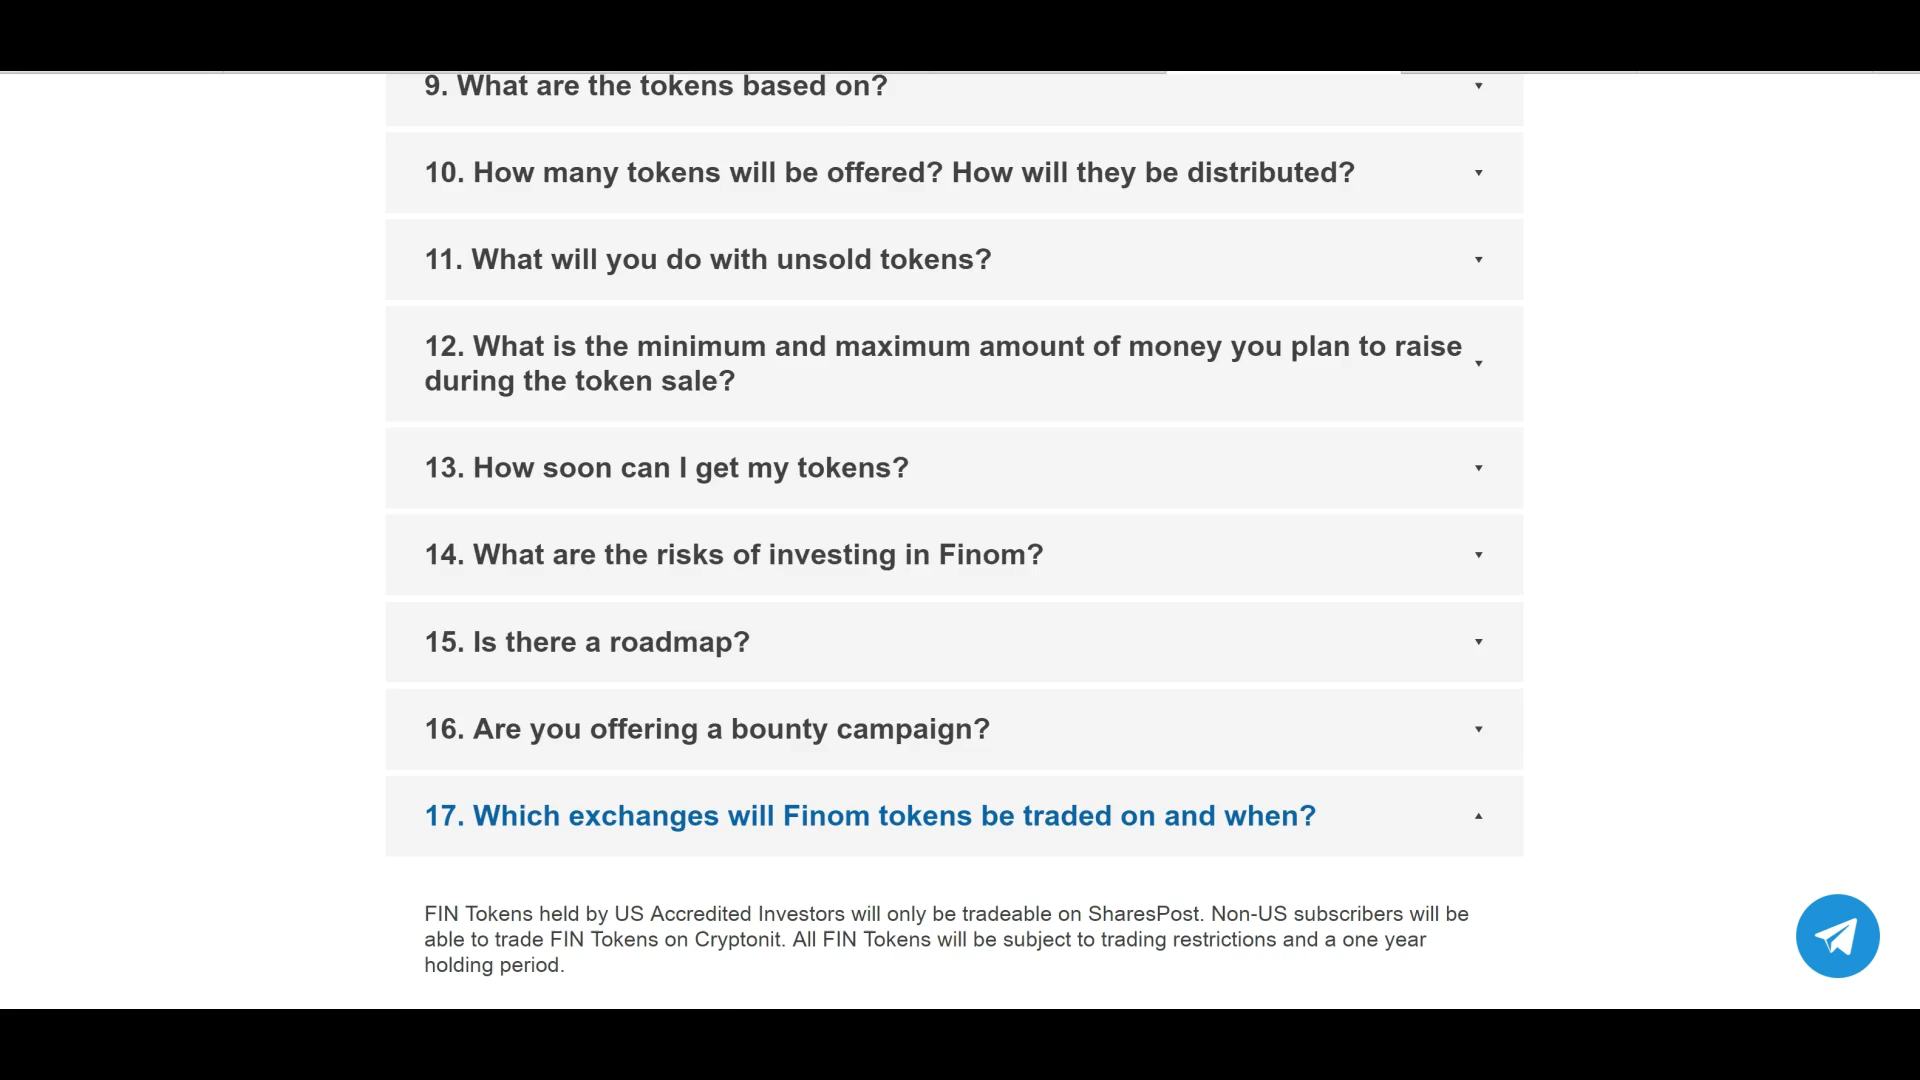 9. What are the tokens based on?
10. How many tokens will be offered? How will they be distributed?
11. What will you do with unsold tokens?
12. What is the minimum and maximum amount of money you plan to raise
during the token sale?
13. How soon can I get my tokens?
14. What are the risks of investing in Finom?
15. Is there a roadmap?
16. Are you offering a bounty campaign?
17. Which exchanges will Finom tokens be traded on and when?
FIN Tokens held by US Accredited Investors will only be tradeable on SharesPost. Non-US subscribers will be
able to trade FIN Tokens on Cryptonit. All FIN Tokens will be subject to trading restrictions and a one year
holding period.